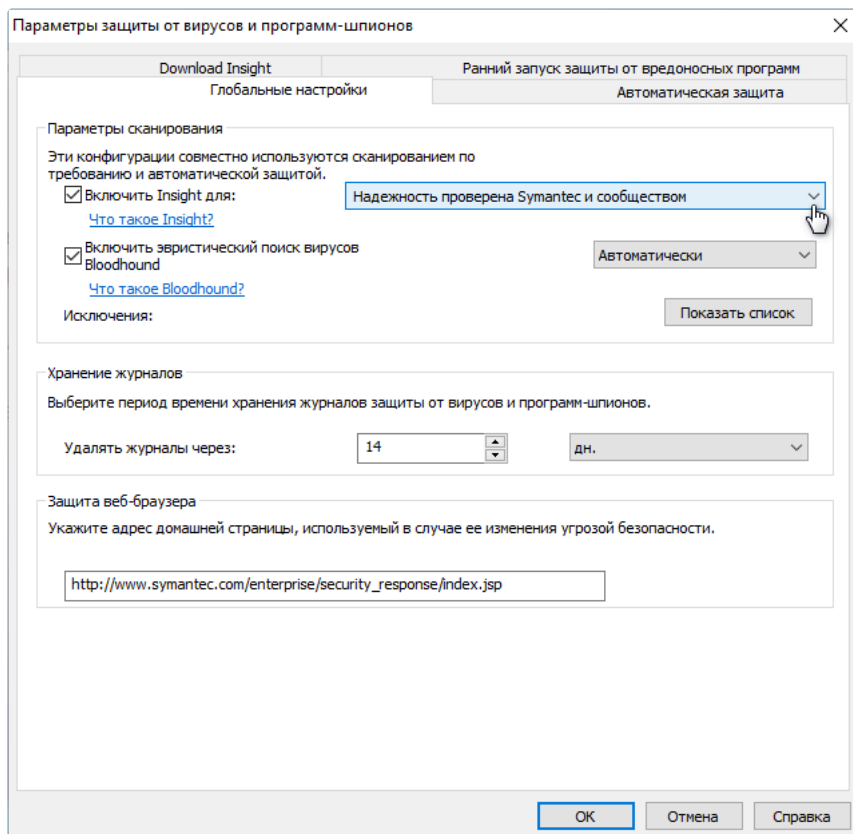 Параметры защиты от вирусов и программ-шпионов
Download Insight
Ранний запуск защиты от вредоносных программ
Глобальные настройки
Автоматическая защита
Параметры сканирования
Эти конфигурации совместно используются сканированием по
требованию и автоматической защитой.
Включить Insight для:
Надежность проверена Symantec и сообществом
Что такое Insight?
Включить эвристический поиск вирусов
Bloodhound
Автоматически
Что такое Bloodhound?
Исключения:
Показать список
Хранение журналов
Выберите период времени хранения журналов защиты от вирусов и программ-шпионов.
Удалять журналы через:
14
дн.
Защита веб-браузера
Укажите адрес домашней страницы, используемый в случае ее изменения угрозой безопасности.
http://www.symantec.com/enterprise/security_response/index.jsp
OK
Отмена
Справка